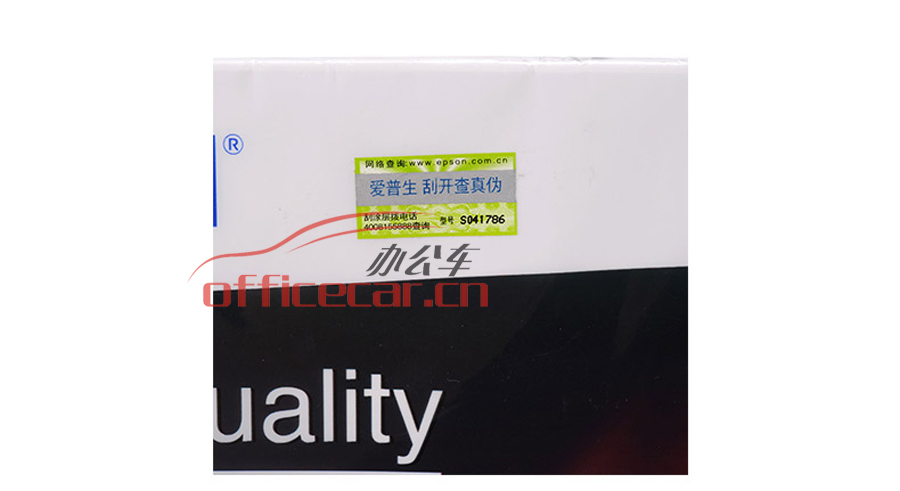 ®
网络查询:www.epson.com.cn
爱普生 刮开查真伪
刮涂层拨电话
4008155888查询
型号 S041786
办公车
officecar.cn
uality